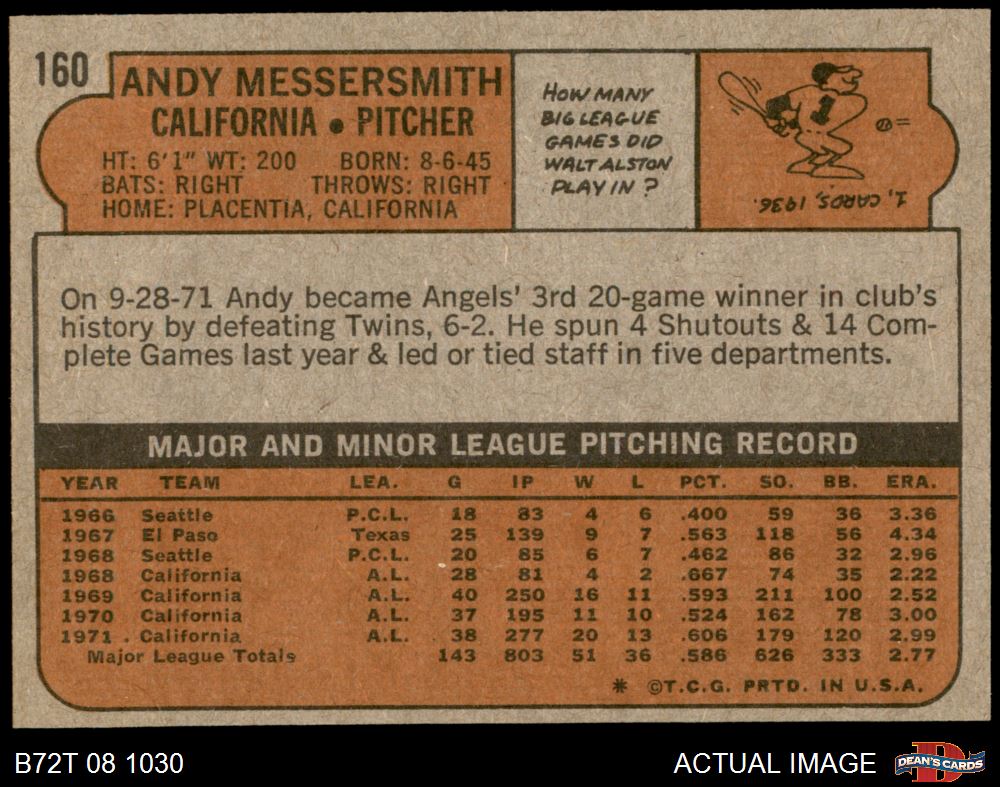 160
ANDY MESSERSMITH
CALIFORNIA • PITCHER
HT: 6'1" WT: 200 BORN: 8-6-45
BATS: RIGHT THROWS: RIGHT
HOME: PLACENTIA, CALIFORNIA
HOW MANY
BIG LEAGUE
GAMES DID
WALT ALSTON
PLAY IN ?
1
1, CARDS, 1936.
On 9-28-71 Andy became Angels' 3rd 20-game winner in club's
history by defeating Twins, 6-2. He spun 4 Shutouts & 14 Com-
plete Games last year & led or tied staff in five departments.
MAJOR AND MINOR LEAGUE PITCHING RECORD
YEAR TEAM LEA. G IP W L PCT. SO. BB. ERA.
1966 Seattle P.C.L. 18 83 4 6 .400 59 36 3.36
1967 El Paso Texas 25 139 9 7 .563 118 56 4.34
1968 Seattle P.C.L. 20 85 6 7 .462 86 32 2.96
1968 California A.L. 28 81 4 2 .667 74 35 2.22
1969 California A.L. 40 250 16 11 .593 211 100 2.52
1970 California A.L. 37 195 11 10 .524 162 78 3.00
1971 . California A.L. 38 277 20 13 .606 179 120 2.99
Major League Totals 143 803 51 36 .586 626 333 2.77
* ©T.C.G. PRTD. IN U.S.A.
B72T 08 1030
ACTUAL IMAGE
D
DEAN'S CARDS